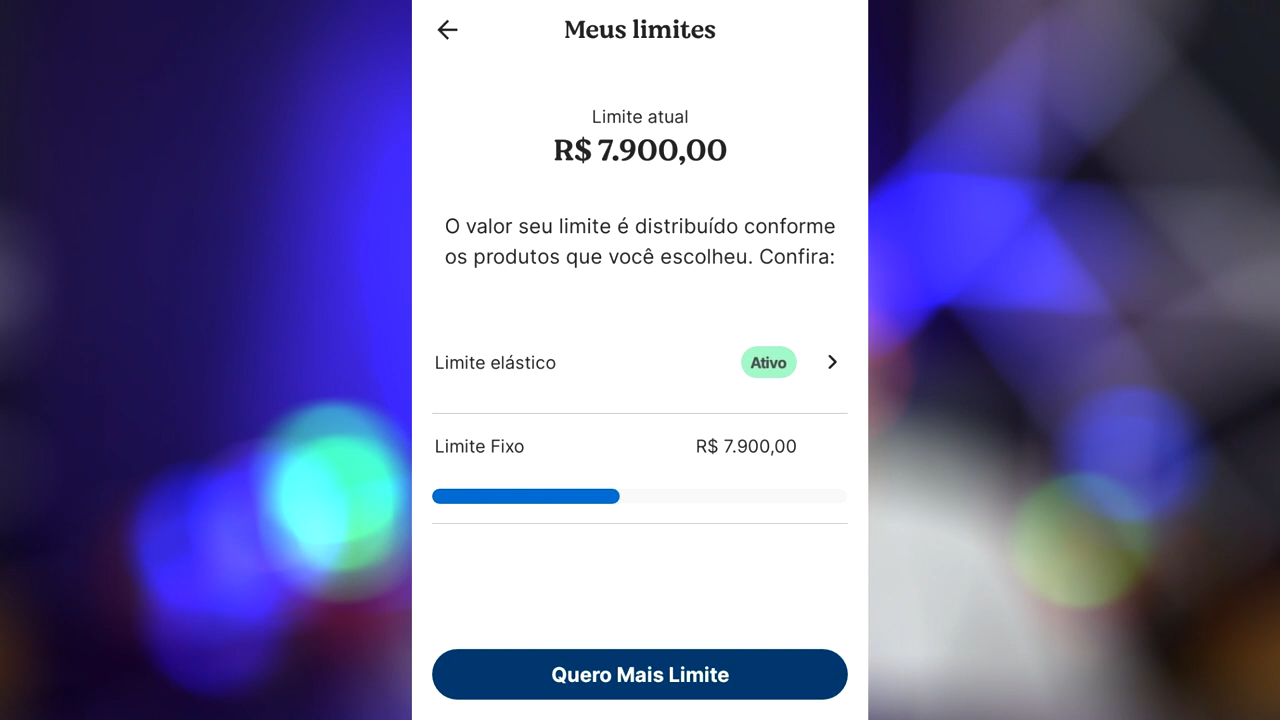 Meus limites
Limite atual
R$ 7.900,00
O valor seu limite é distribuído conforme
os produtos que você escolheu. Confira:
Limite elástico Ativo
Limite Fixo R$ 7.900,00
Quero Mais Limite